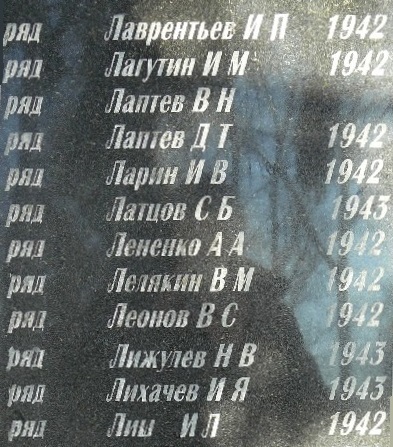 ряд Лаврентьев И П 1942
ряд Лагутин И М 1942
ряд Лаптев В Н
ряд Лаптев Д Т 1942
ряд Ларин И В 1942
ряд Латцов С Б 1943
ряд Лененко А А 1942
ряд Лелякин В М 1942
ряд Леонов В С 1942
ряд Лижулев Н В 1943
ряд Лихачев И Я 1943
ряд Лиш И Л 1942